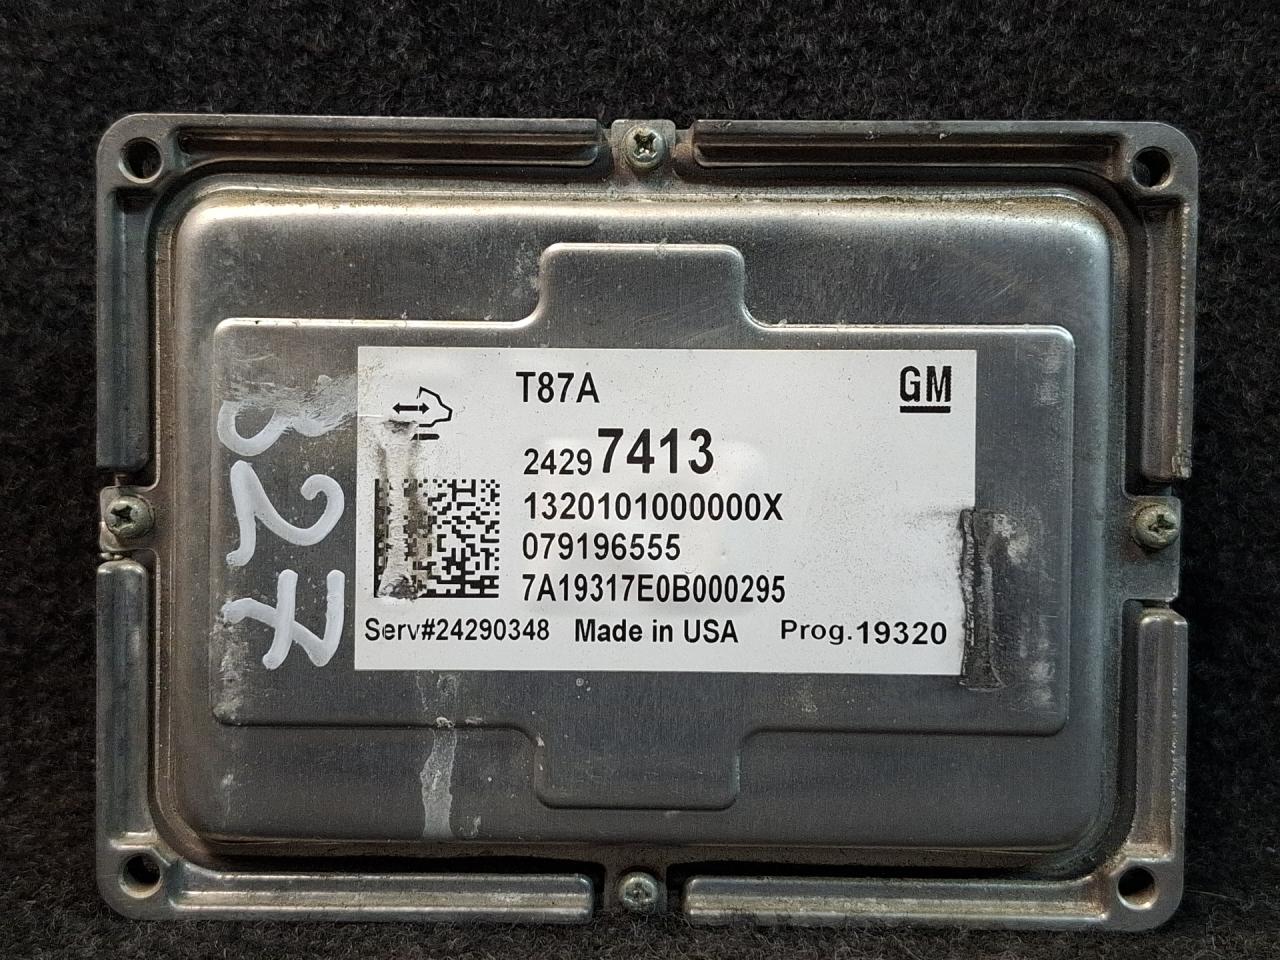 T87A
GM
24297413
1320101000000X
079196555
7A19317E0B000295
Serv#24290348 Made in USA Prog.19320
327